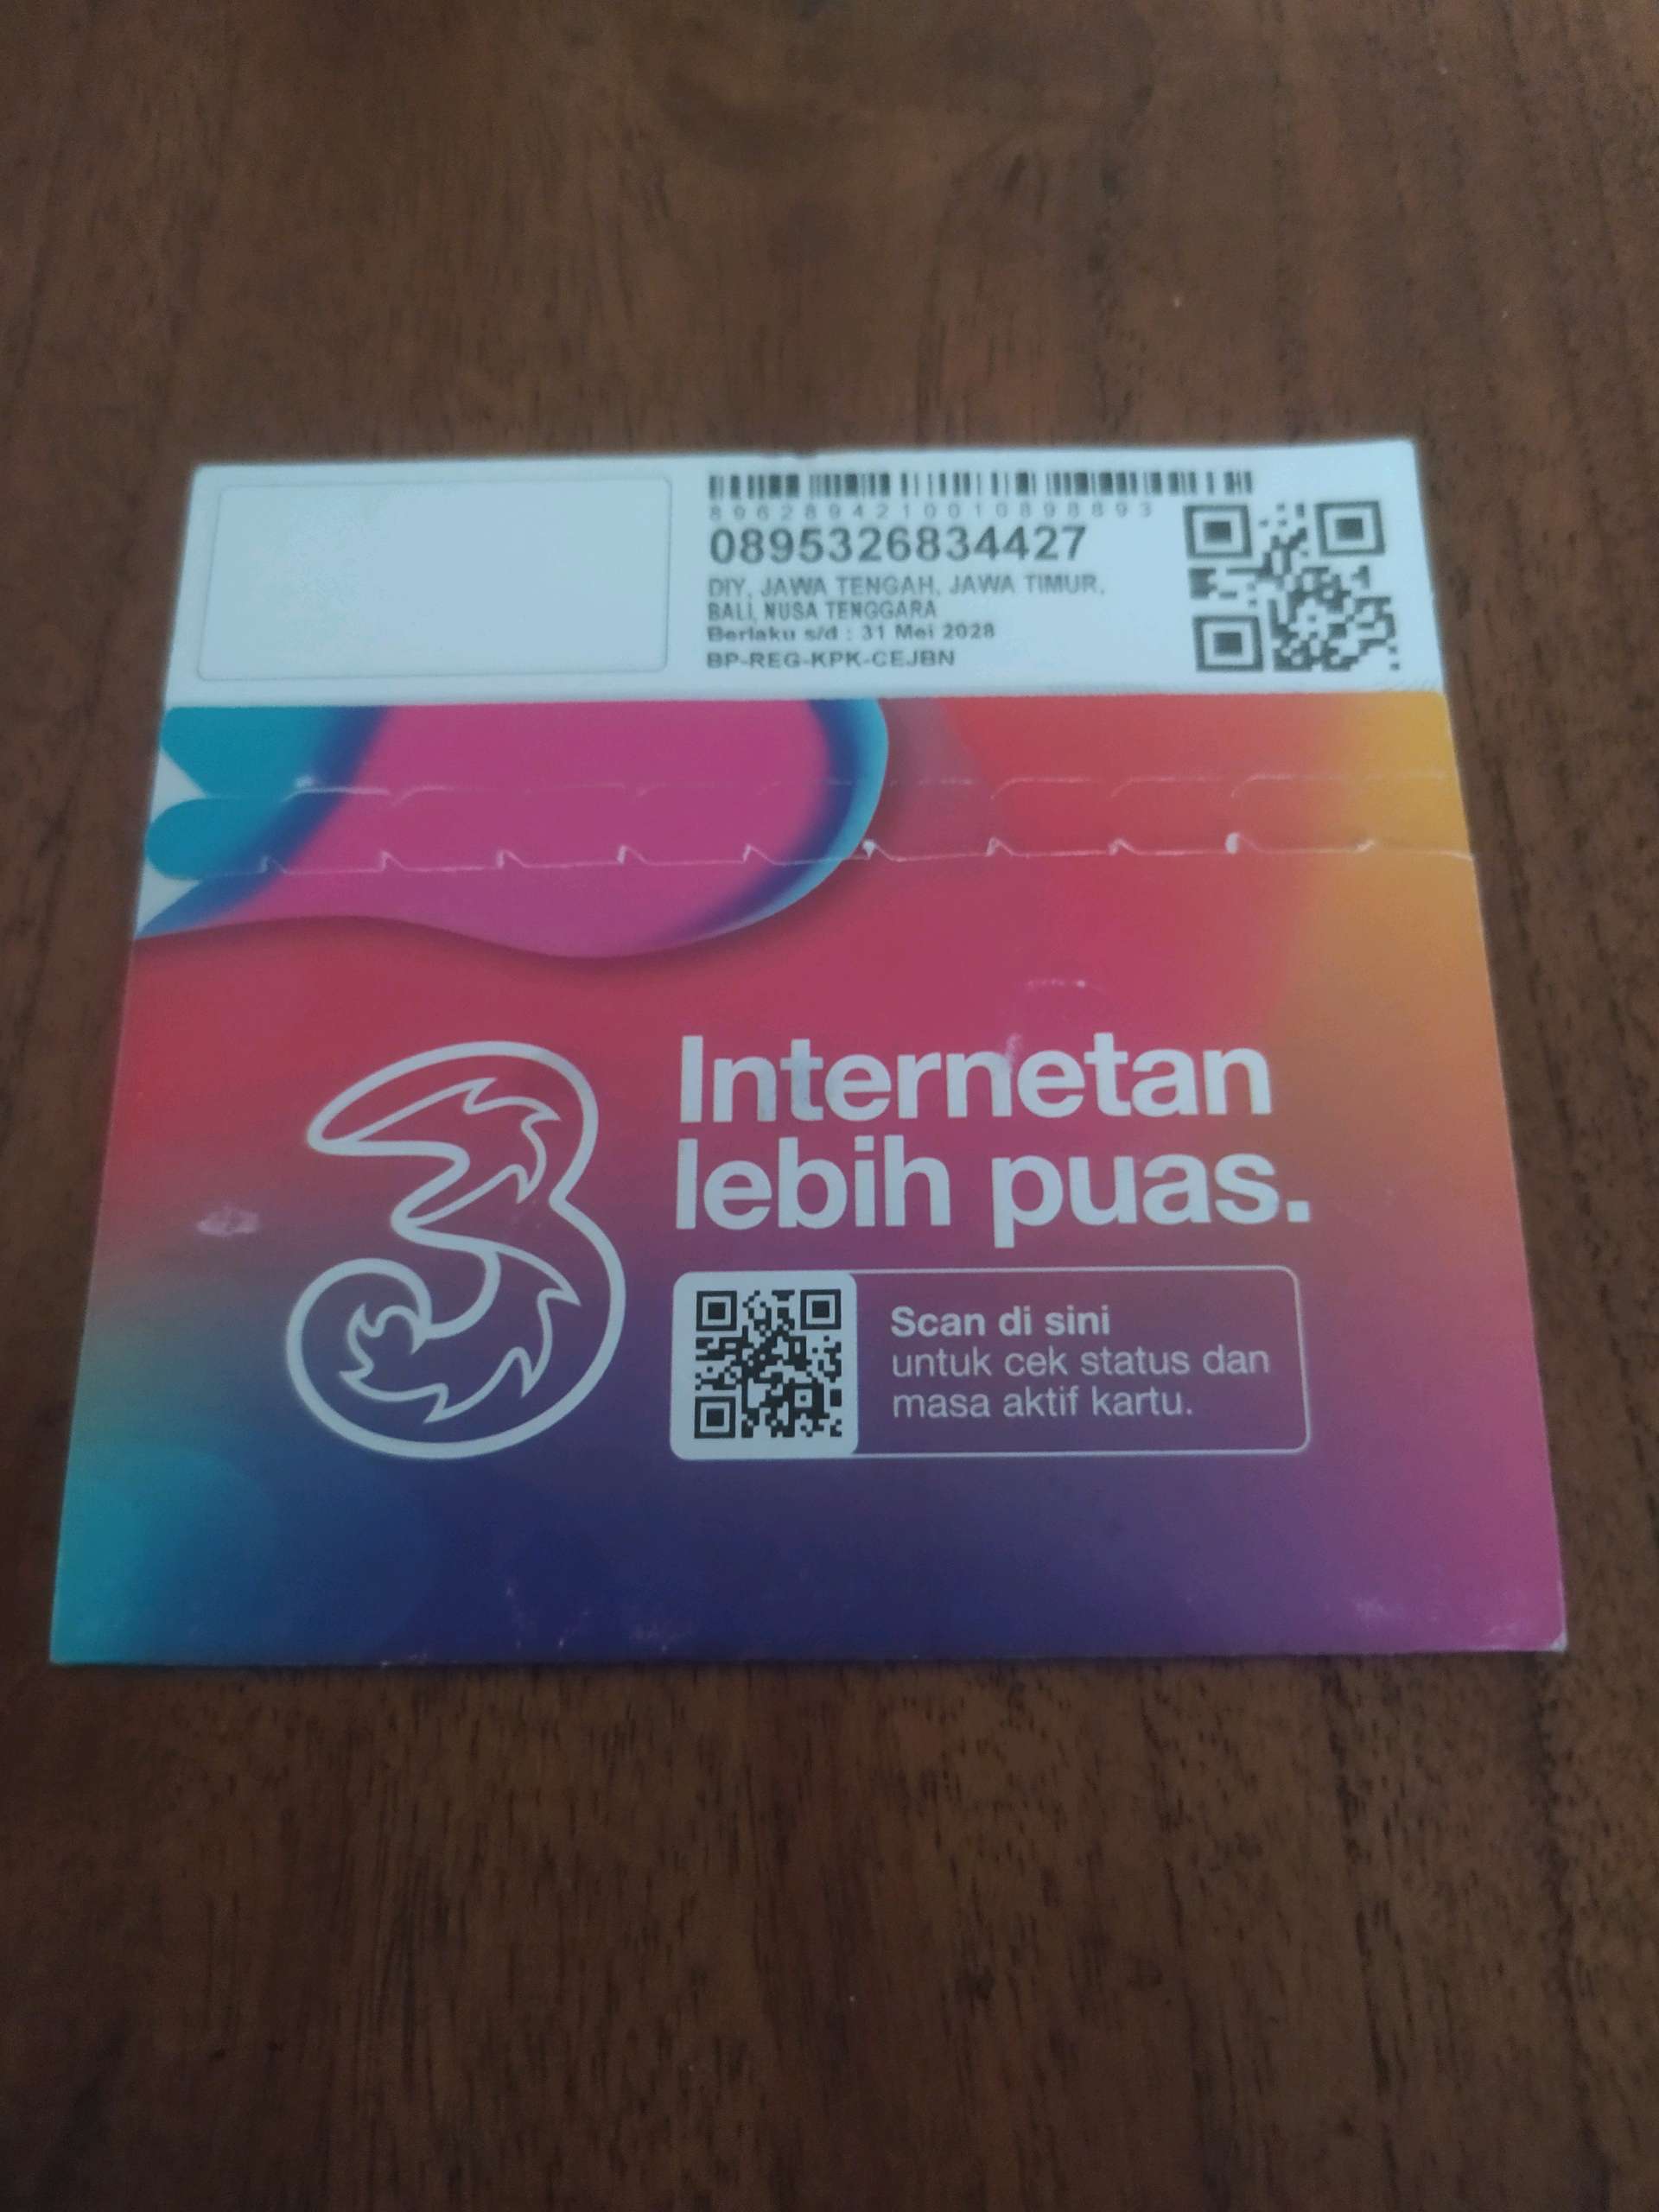 8962894210010898893
0895326834427
DIY, JAWA TENGAH, JAWA TIMUR,
BALI, NUSA TENGGARA
Berlaku s/d : 31 Mei 2028
BP-REG-KPK-CEJBN
3
Internetan
lebih puas.
Scan di sini
untuk cek status dan
masa aktif kartu.